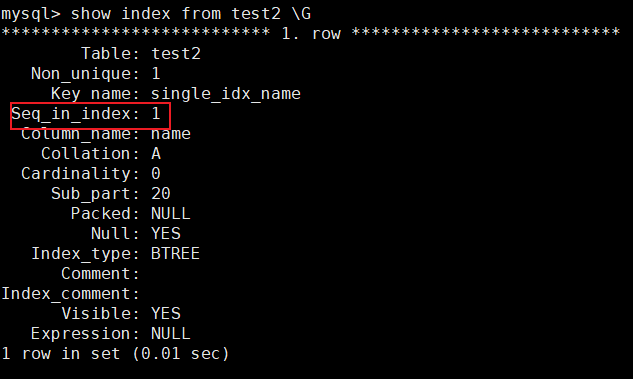 mysql> show index from test2 \G
*************************** 1. row ***************************
Table: test2
Non_unique: 1
Key_name: single_idx_name
Seq_in_index: 1
Column_name: name
Collation: A
Cardinality: 0
Sub_part: 20
Packed: NULL
Null: YES
Index_type: BTREE
Comment:
Index_comment:
Visible: YES
Expression: NULL
1 row in set (0.01 sec)